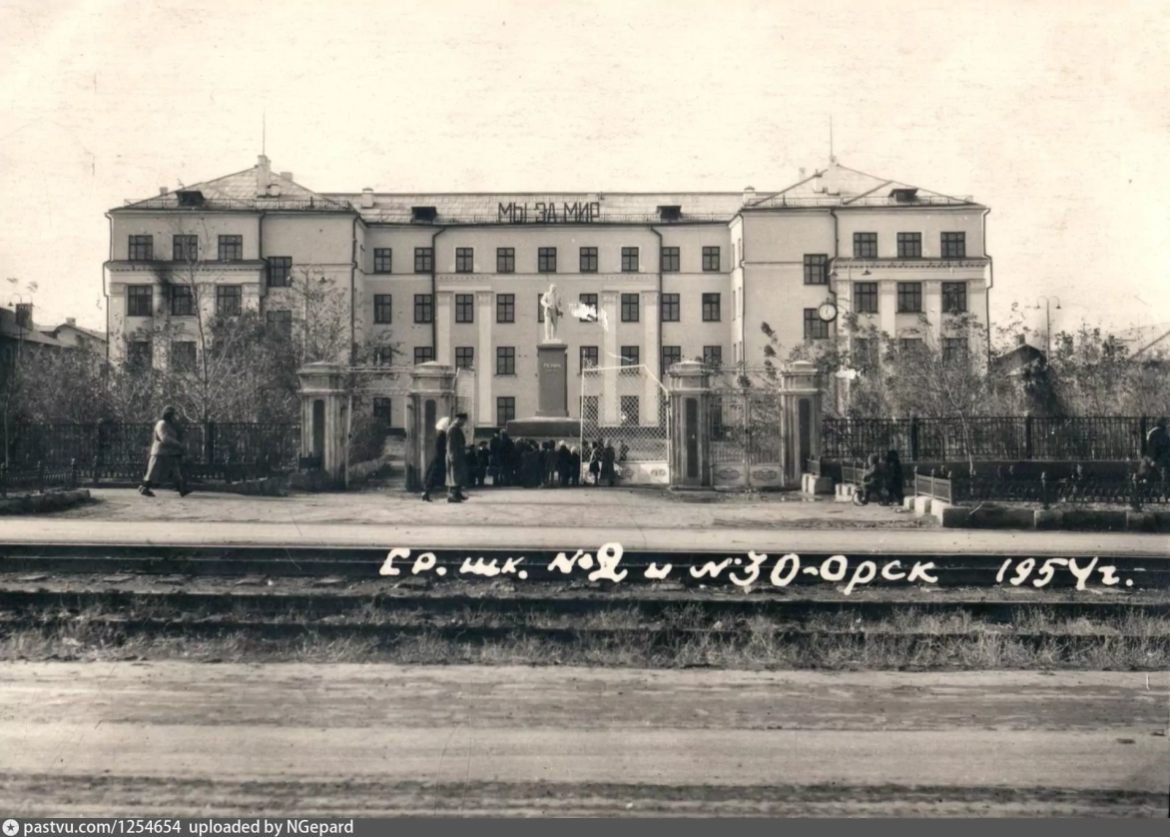 МЫ ЗА МИР
Ср. шк. №2 и №30-Орск 1954г.
pastvu.com/1254654 uploaded by NGepard